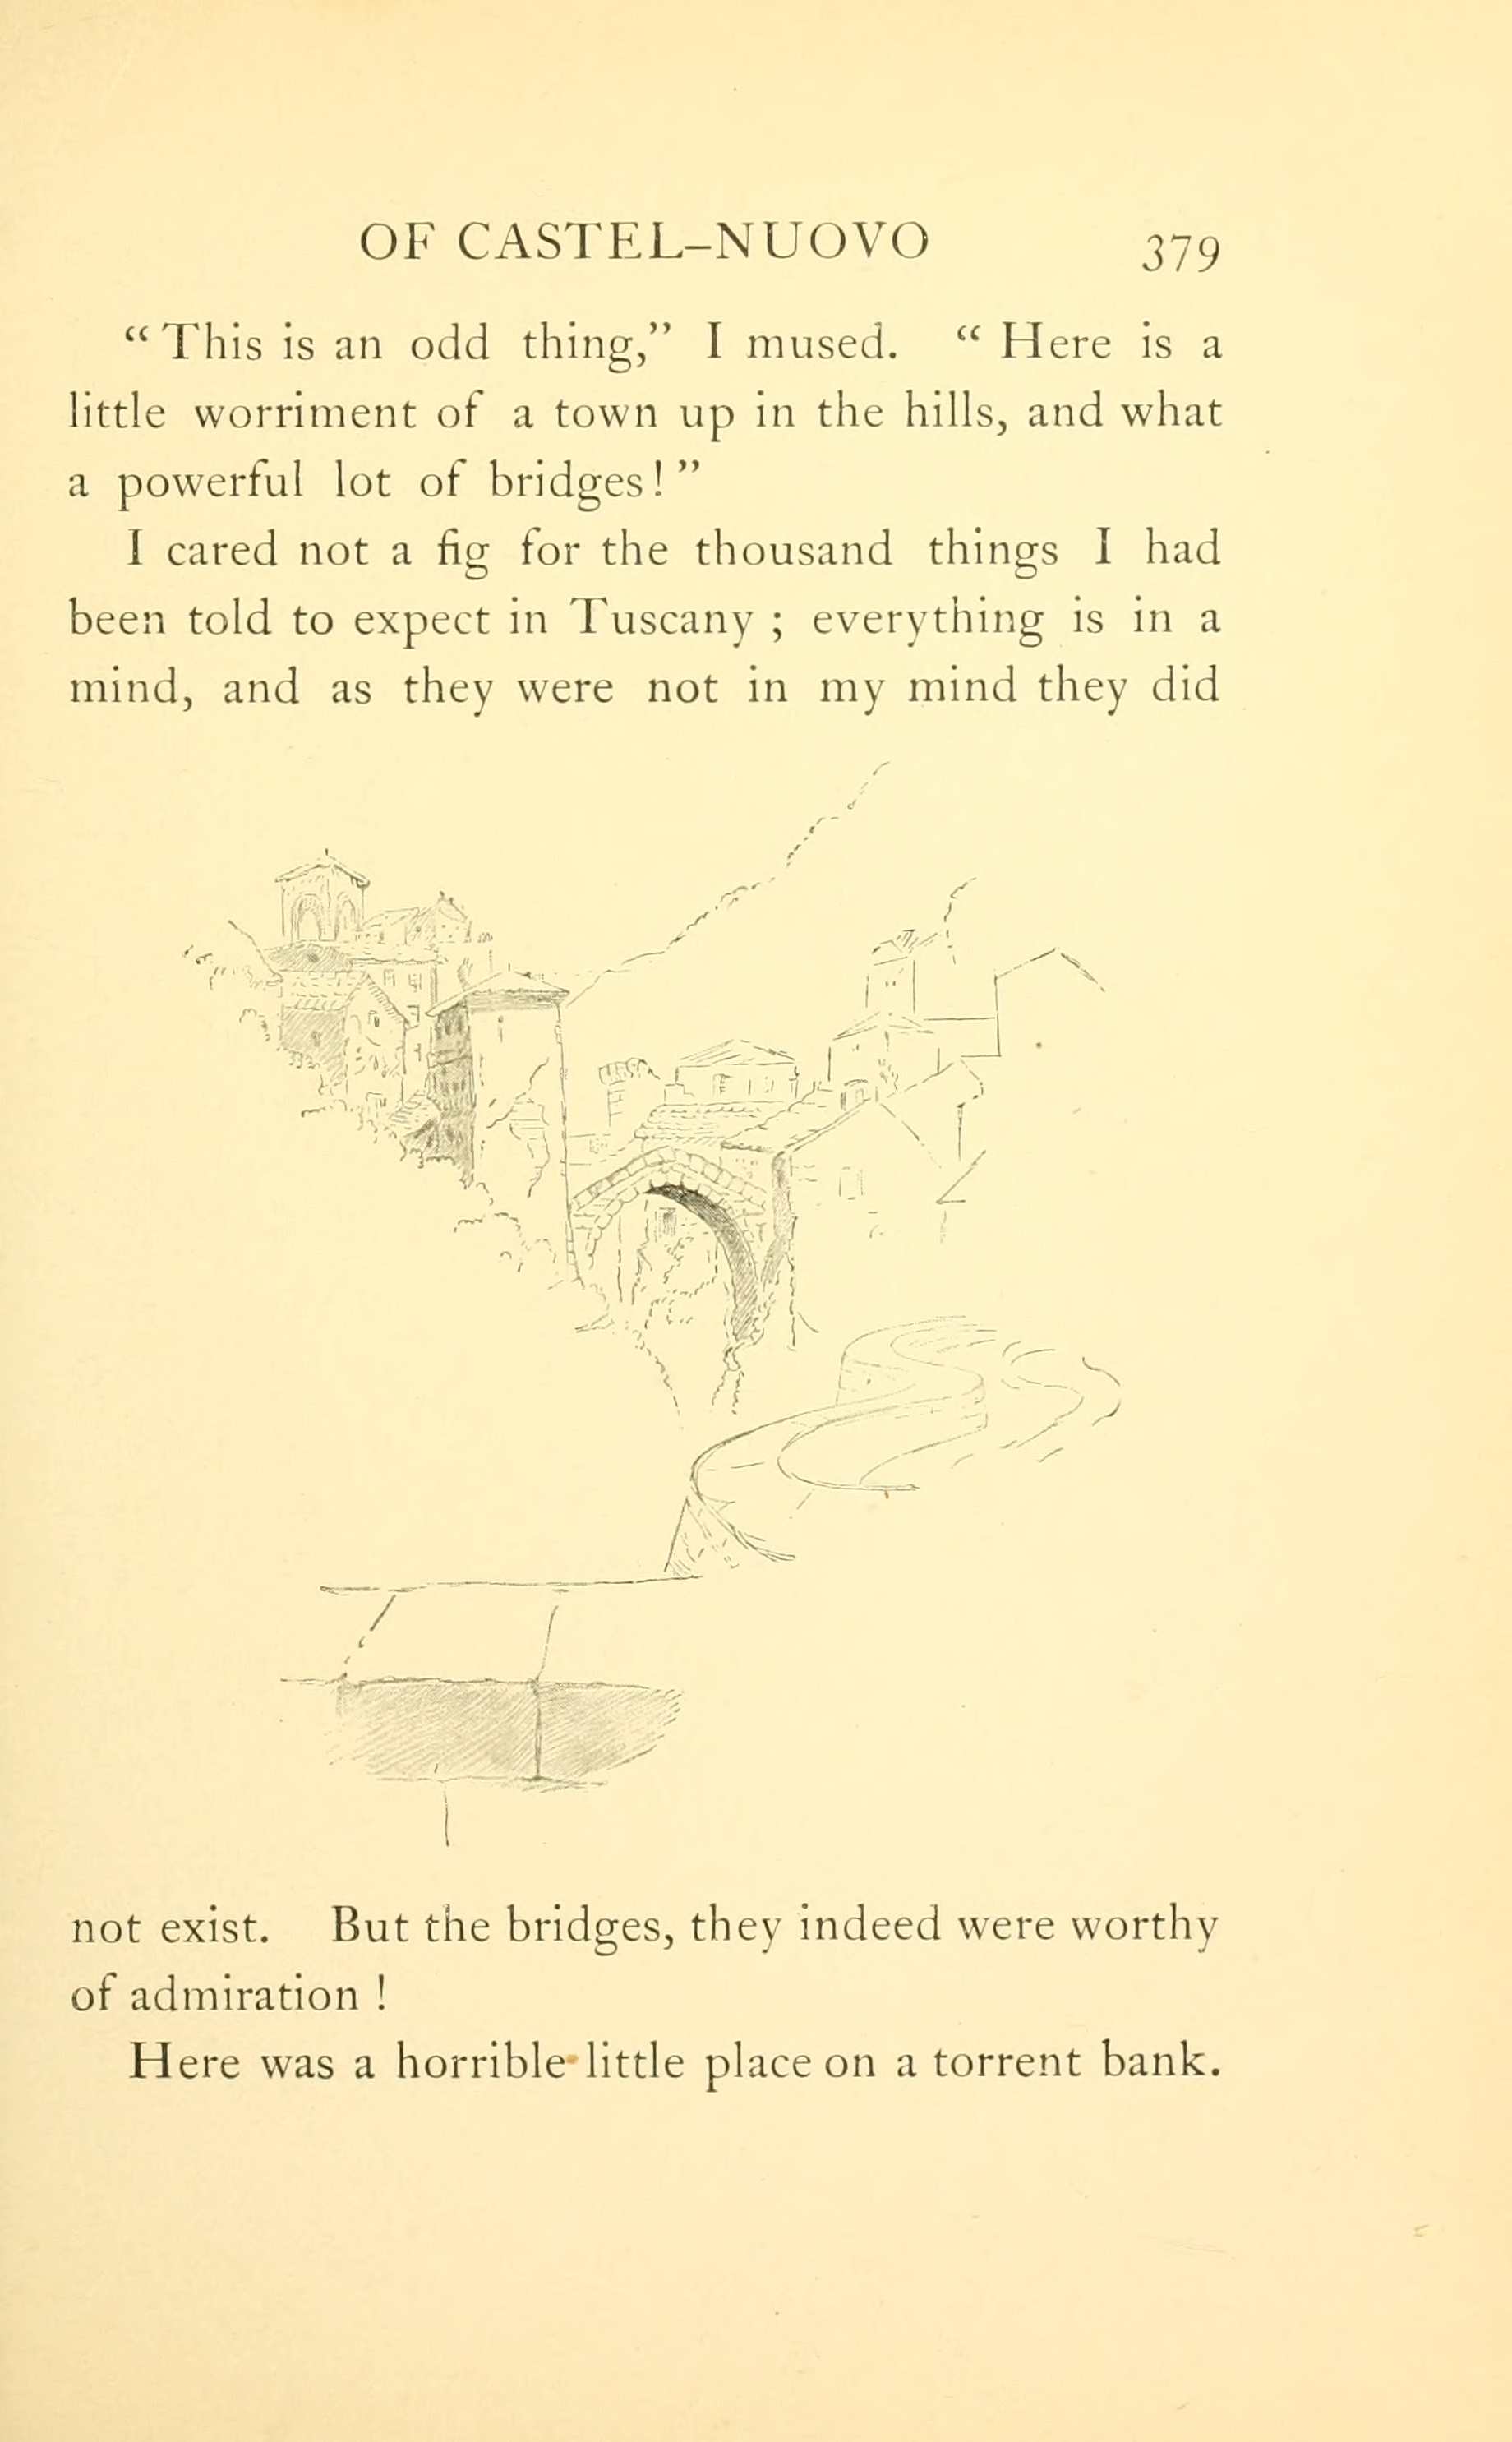 OF CASTEL–NUOVO 379
“ This is an odd thing,” I mused. “ Here is a
little worriment of a town up in the hills, and what
a powerful lot of bridges! ”
I cared not a fig for the thousand things I had
been told to expect in Tuscany ; everything is in a
mind, and as they were not in my mind they did
not exist. But the bridges, they indeed were worthy
of admiration !
Here was a horrible little place on a torrent bank.